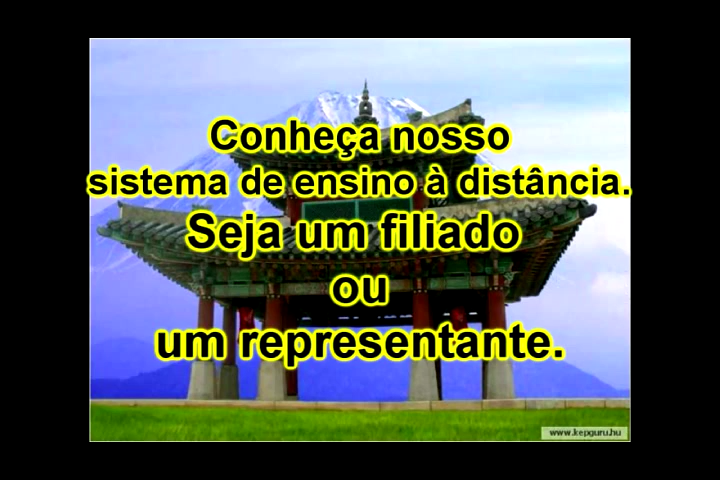 Conheça nosso
sistema de ensino à distância.
Seja um filiado
ou
um representante.
www.kepguru.hu